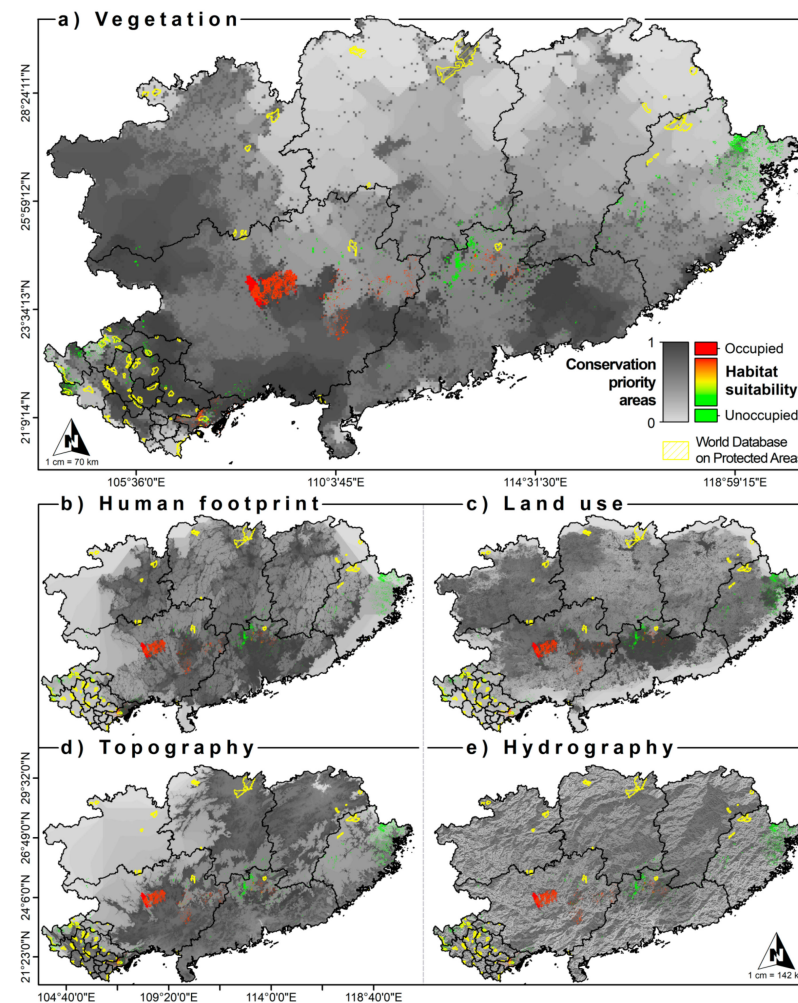 a) Vegetation
28°24'11"N
25°59'12"N
23°34'13"N
21°9'14"N
N
1 cm = 70 km
Conservation
priority
areas
1
0
Occupied
Habitat
suitability
Unoccupied
World Database
on Protected Areas
105°36'0"E
110°3'45"E
114°31'30"E
118°59'15"E
b) Human footprint
c) Land use
d) Topography
e) Hydrography
29°32'0"N
26°49'0"N
24°6'0"N
21°23'0"N
104°40'0"E
109°20'0"E
114°0'0"E
118°40'0"E
N
1 cm = 142 km